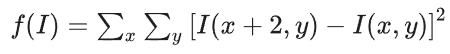 f(I) = ∑ₓ ∑ᵧ [I(x + 2, y) − I(x, y)]²